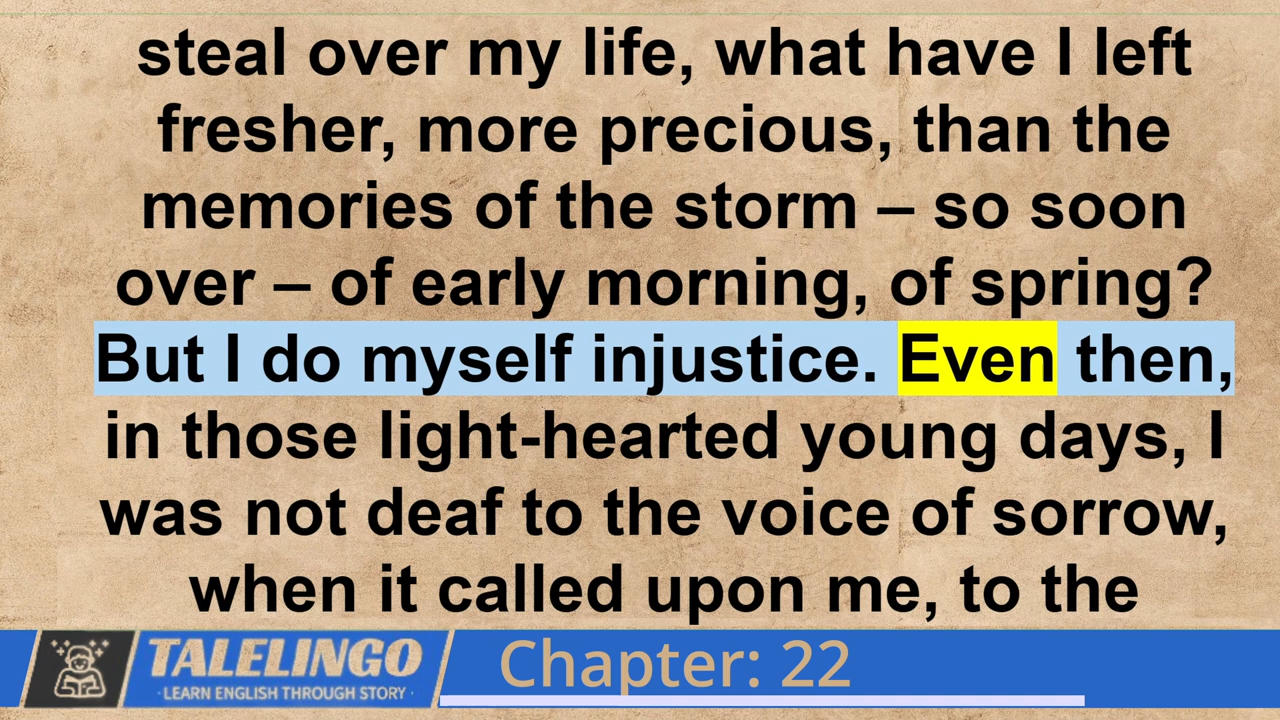 steal over my life, what have I left
fresher, more precious, than the
memories of the storm – so soon
over – of early morning, of spring?
But I do myself injustice. Even then,
in those light-hearted young days, I
was not deaf to the voice of sorrow,
when it called upon me, to the
TALELINGO
· LEARN ENGLISH THROUGH STORY ·
Chapter: 22